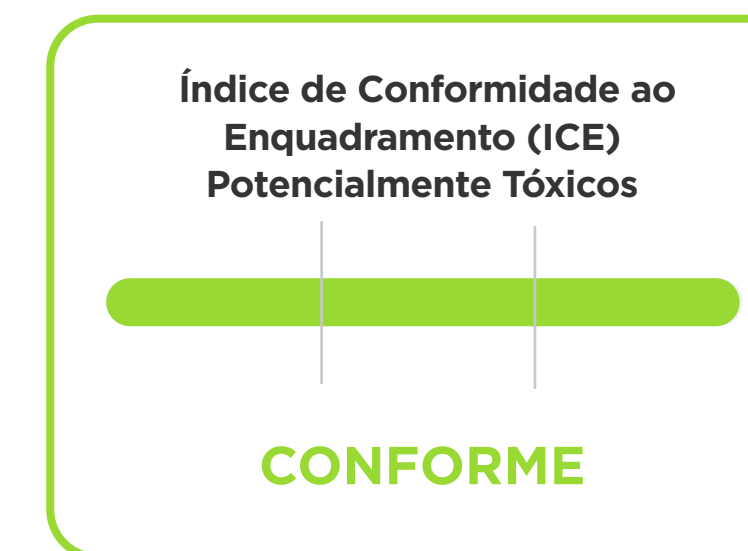 Índice de Conformidade ao
Enquadramento (ICE)
Potencialmente Tóxicos
CONFORME